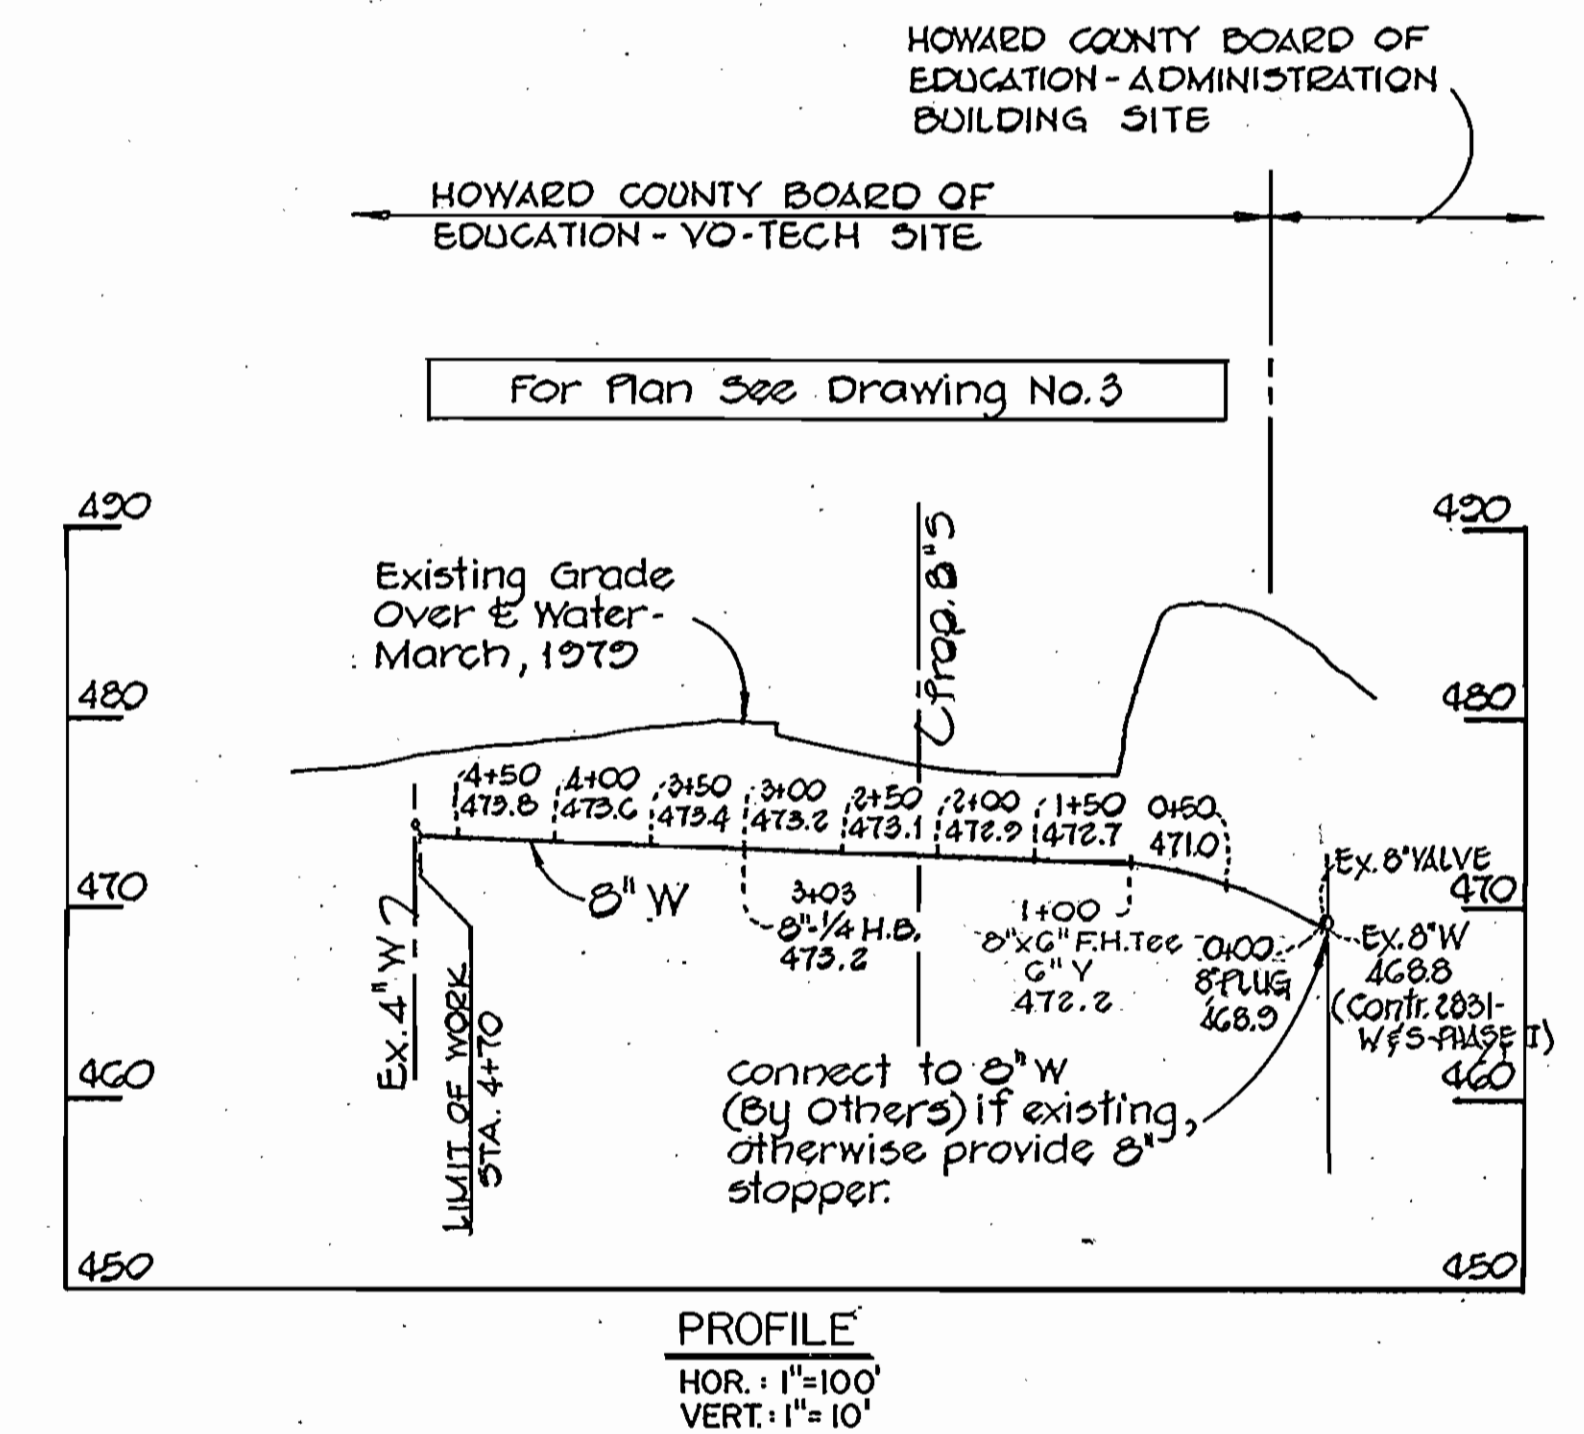 HOWARD COUNTY BOARD OF
EDUCATION - ADMINISTRATION
BUILDING SITE
HOWARD COUNTY BOARD OF
EDUCATION - VO-TECH SITE
For Plan See Drawing No. 3
490
490
Existing Grade
Over ℄ Water-
March, 1979
Prop. 8"S
480
480
4+50
473.8
4+00
473.6
3+50
473.4
3+00
473.2
2+50
473.1
2+00
472.9
1+50
472.7
0+50
471.0
470
470
8" W
3+03
8"-1/4 H.B.
473.2
1+00
8"x6" F.H. Tee
6" V
472.2
0+00
8" PLUG
468.9
EX. 8" VALVE
EX. 8" W
468.8
(Contr. 2831-
W&S-PHASE I)
Ex. 4" W
LIMIT OF WORK
STA. 4+70
460
460
connect to 8" W
(By Others) if existing,
otherwise provide 8"
stopper.
450
450
PROFILE
HOR. : 1"=100'
VERT. : 1"= 10'